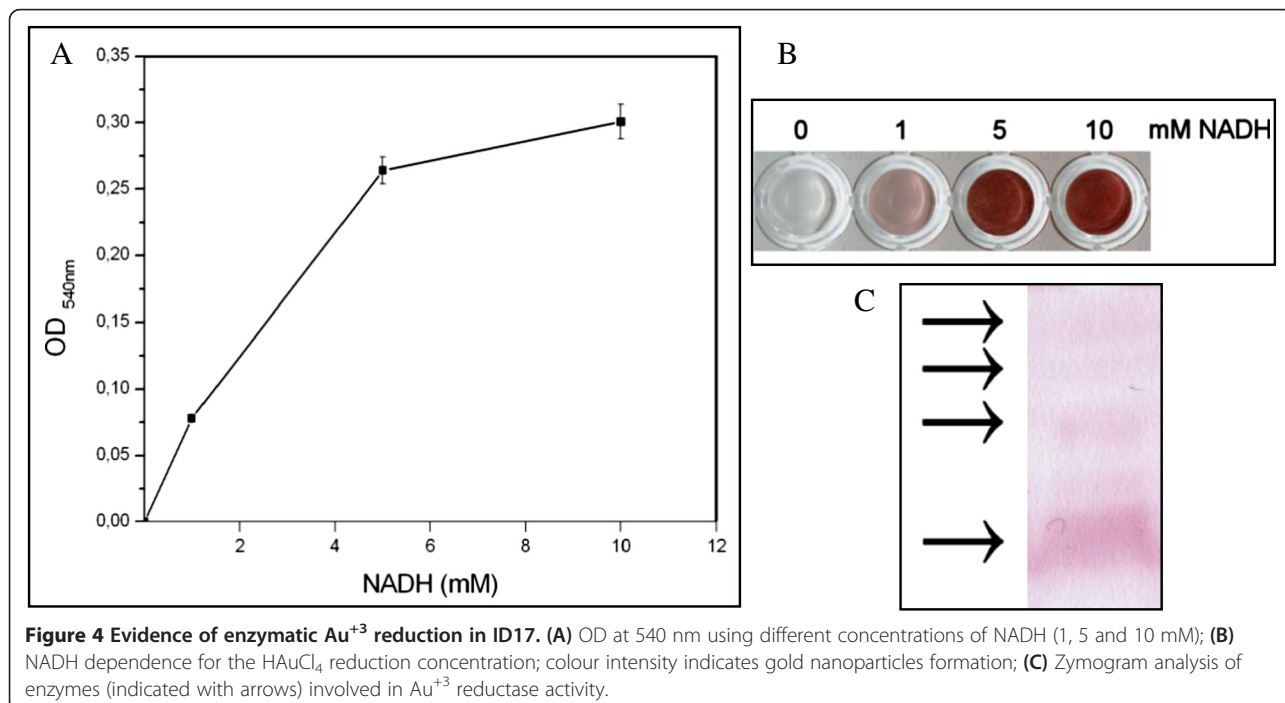 A
0,35
0,30
0,25
0,20
0,15
0,10
0,05
0,00
OD 540nm
2 4 6 8 10 12
NADH (mM)
B
0 1 5 10 mM NADH
C
Figure 4 Evidence of enzymatic Au+3 reduction in ID17. (A) OD at 540 nm using different concentrations of NADH (1, 5 and 10 mM); (B)
NADH dependence for the HAuCl4 reduction concentration; colour intensity indicates gold nanoparticles formation; (C) Zymogram analysis of
enzymes (indicated with arrows) involved in Au+3 reductase activity.